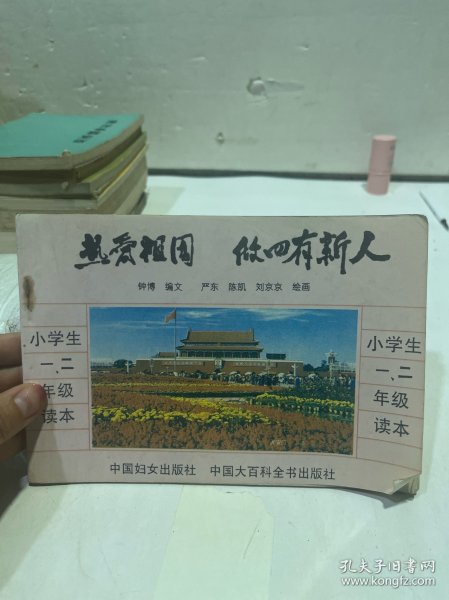 热爱祖国 做四有新人
钟博 编文 严东 陈凯 刘京京 绘画
小学生
一、二
年级
读本
小学生
一、二
年级
读本
中国妇女出版社 中国大百科全书出版社
孔夫子旧书网
www.kongfz.com